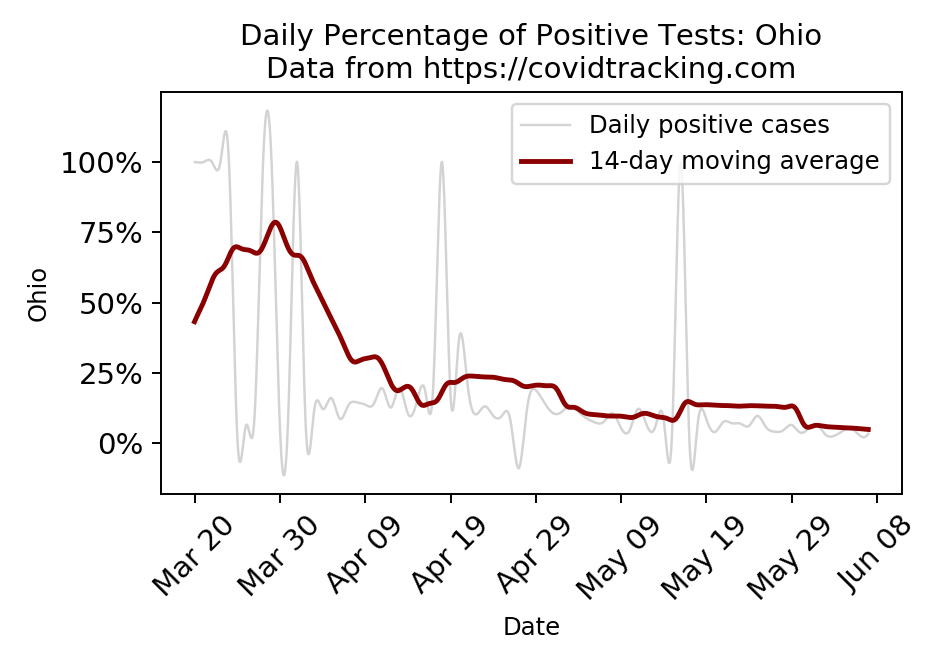 Daily Percentage of Positive Tests: Ohio
Data from https://covidtracking.com
Daily positive cases
14-day moving average
100%
75%
50%
25%
0%
Ohio
Mar 20
Mar 30
Apr 09
Apr 19
Apr 29
May 09
May 19
May 29
Jun 08
Date